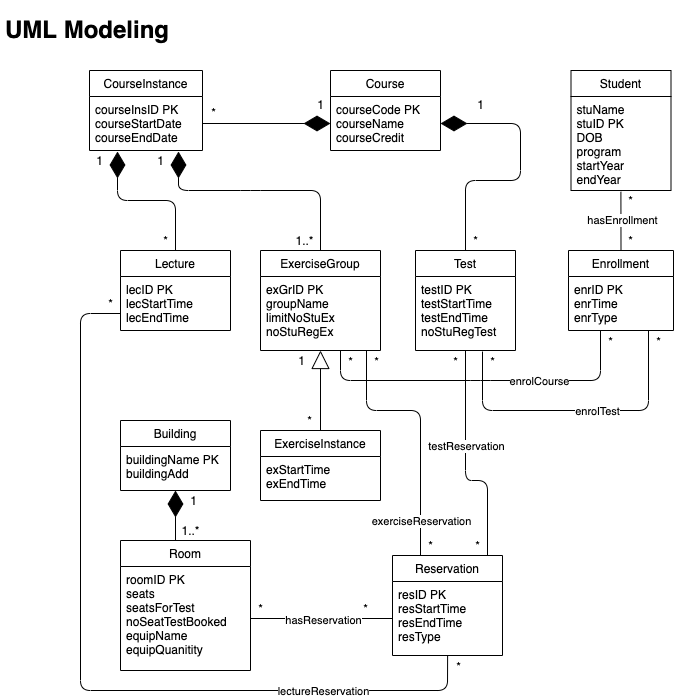 UML Modeling
CourseInstance
courseInsID PK
courseStartDate
courseEndDate
*
1
Course
courseCode PK
courseName
courseCredit
1
Student
stuName
stuID PK
DOB
program
startYear
endYear
1
1
*
hasEnrollment
*
1..*
*
*
Lecture
lecID PK
lecStartTime
lecEndTime
*
ExerciseGroup
exGrID PK
groupName
limitNoStuEx
noStuRegEx
Test
testID PK
testStartTime
testEndTime
noStuRegTest
Enrollment
enrID PK
enrTime
enrType
1
*
*
*
*
*
*
enrolCourse
enrolTest
*
Building
buildingName PK
buildingAdd
1
1..*
ExerciseInstance
exStartTime
exEndTime
testReservation
exerciseReservation
*
*
Room
roomID PK
seats
seatsForTest
noSeatTestBooked
equipName
equipQuanitity
*
hasReservation
*
Reservation
resID PK
resStartTime
resEndTime
resType
*
lectureReservation